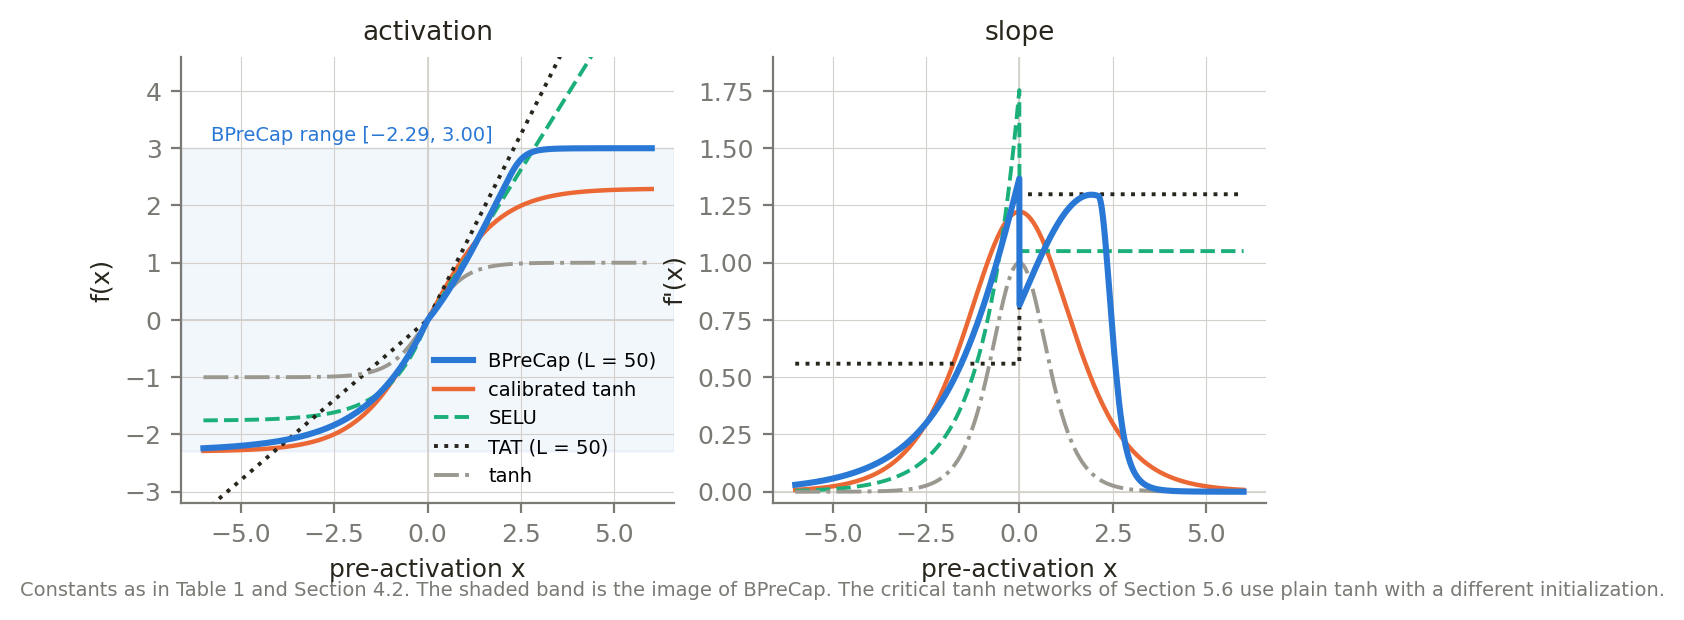 activation
4
3
2
1
0
−1
−2
−3
f(x)
BPreCap range [−2.29, 3.00]
BPreCap (L = 50)
calibrated tanh
SELU
TAT (L = 50)
tanh
−5.0 −2.5 0.0 2.5 5.0
pre-activation x
slope
1.75
1.50
1.25
1.00
0.75
0.50
0.25
0.00
f'(x)
−5.0 −2.5 0.0 2.5 5.0
pre-activation x
Constants as in Table 1 and Section 4.2. The shaded band is the image of BPreCap. The critical tanh networks of Section 5.6 use plain tanh with a different initialization.